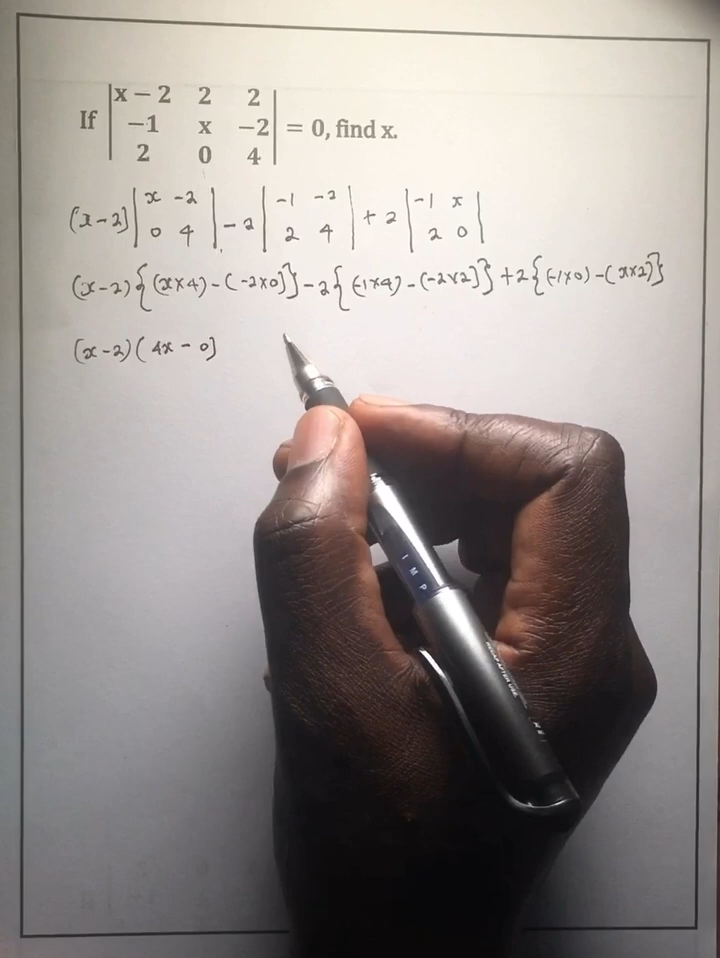 If | x − 2 2 2 |
| −1 x −2 | = 0, find x.
| 2 0 4 |
(x-2) | x -2 | - 2 | -1 -2 | + 2 | -1 x |
| 0 4 | | 2 4 | | 2 0 |
(x-2){(x×4)-(-2×0)}-2{(-1×4)-(-2×2)}+2{(-1×0)-(x×2)}
(x-2)(4x-0)
IMP